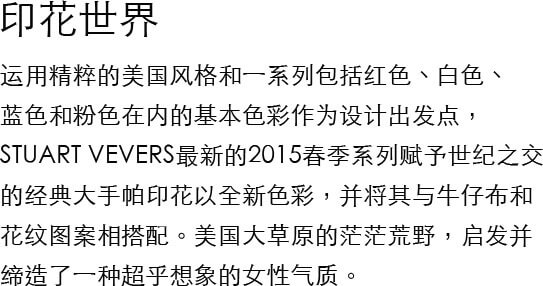 印花世界
运用精粹的美国风格和一系列包括红色、白色、
蓝色和粉色在内的基本色彩作为设计出发点，
STUART VEVERS最新的2015春季系列赋予世纪之交
的经典大手帕印花以全新色彩，并将其与牛仔布和
花纹图案相搭配。美国大草原的茫茫荒野，启发并
缔造了一种超乎想象的女性气质。